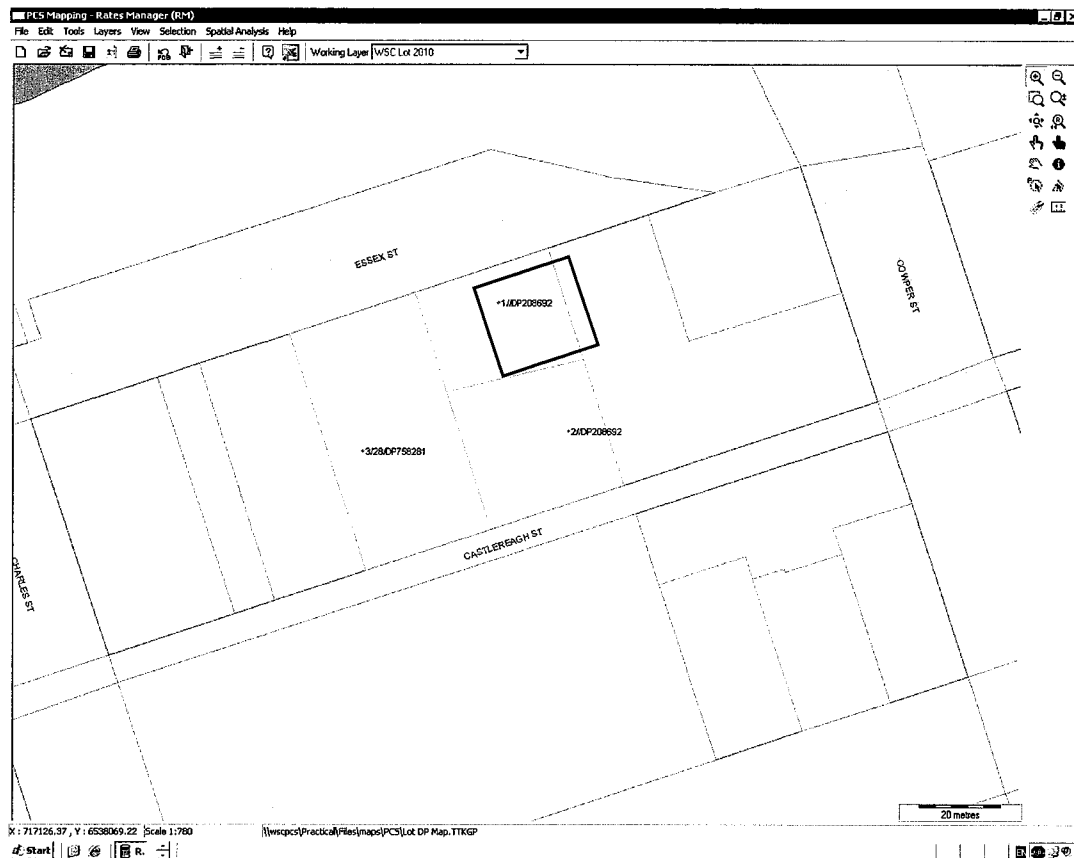 PCS Mapping - Rates Manager (RM)
File Edit Tools Layers View Selection Spatial Analysis Help
Working Layer WSC Lot 2010
ESSEX ST
COWPER ST
*1//DP208692
*2//DP208692
*3/28/DP758281
CASTLEREAGH ST
CHARLES ST
20 metres
X : 717126.37 , Y : 6538069.22 Scale 1:780 \\wscpcs\Practical\Files\maps\PCS\Lot DP Map.TTKGP
Start R. EN